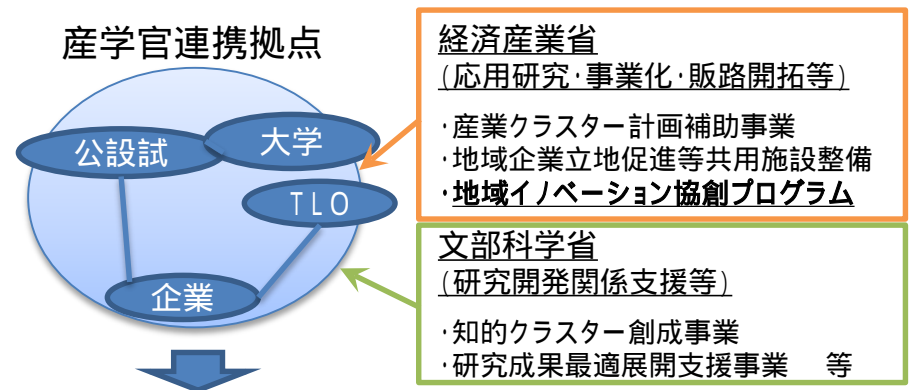 産学官連携拠点
公設試
大学
TLO
企業
経済産業省
(応用研究・事業化・販路開拓等)
・産業クラスター計画補助事業
・地域企業立地促進等共用施設整備
・地域イノベーション協創プログラム
文部科学省
(研究開発関係支援等)
・知的クラスター創成事業
・研究成果最適展開支援事業　等